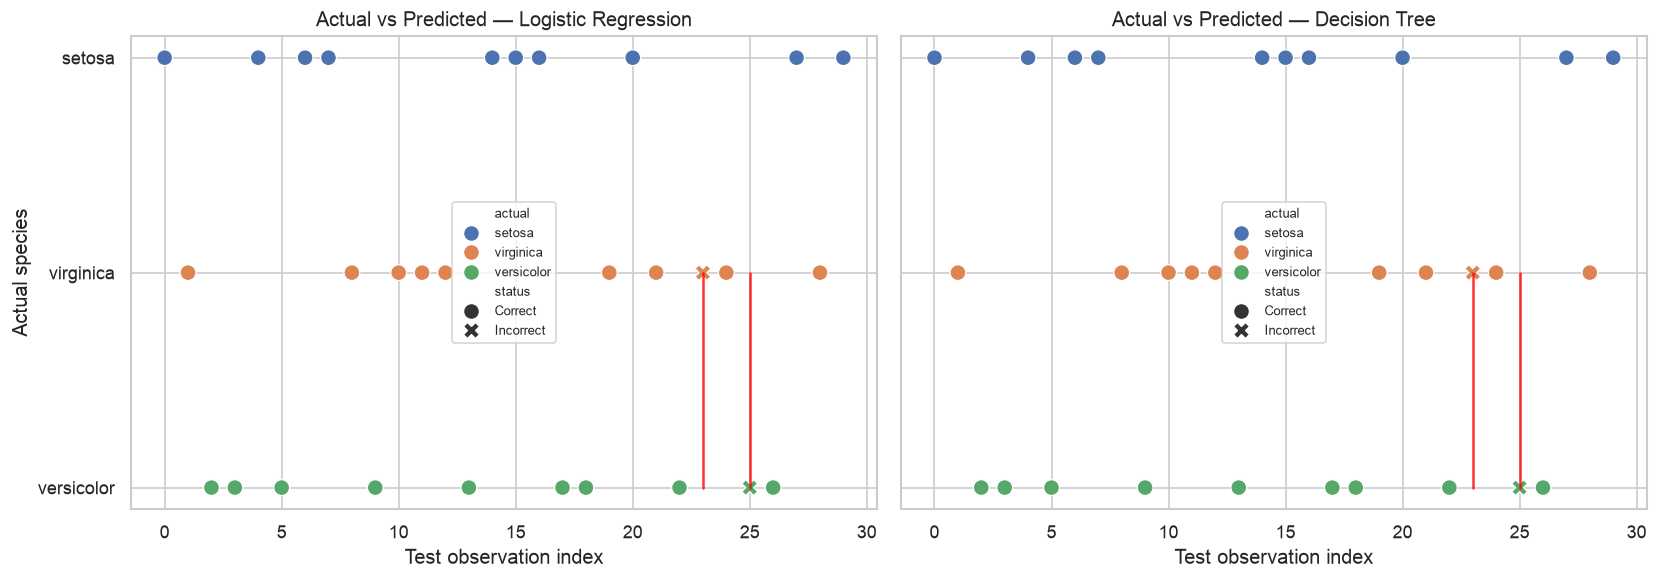 Actual vs Predicted — Logistic Regression
Actual species
setosa
virginica
versicolor
actual
setosa
virginica
versicolor
status
Correct
Incorrect
0 5 10 15 20 25 30
Test observation index
Actual vs Predicted — Decision Tree
actual
setosa
virginica
versicolor
status
Correct
Incorrect
0 5 10 15 20 25 30
Test observation index